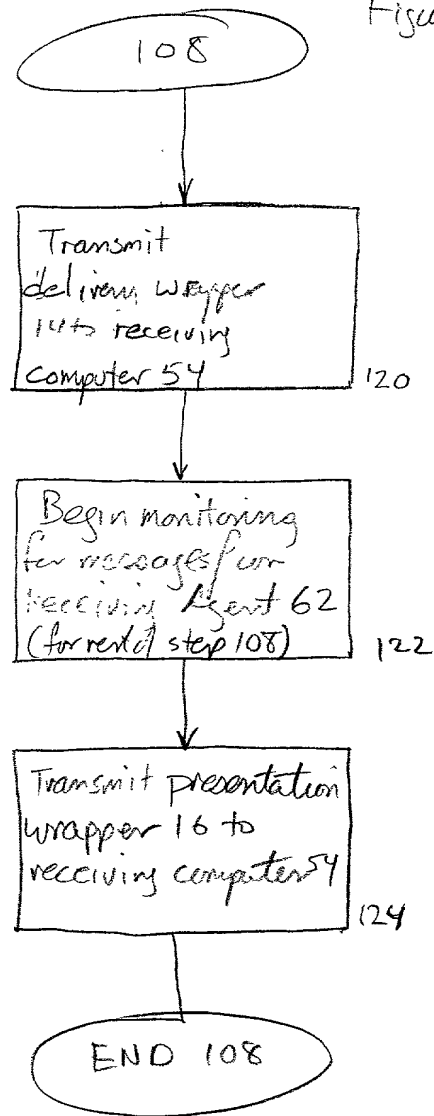 Figu
108
Transmit
delivery wrapper
14 to receiving
computer 54
120
Begin monitoring
for messages from
receiving Agent 62
(for rest of step 108)
122
Transmit presentation
wrapper 16 to
receiving computer 54
124
END 108